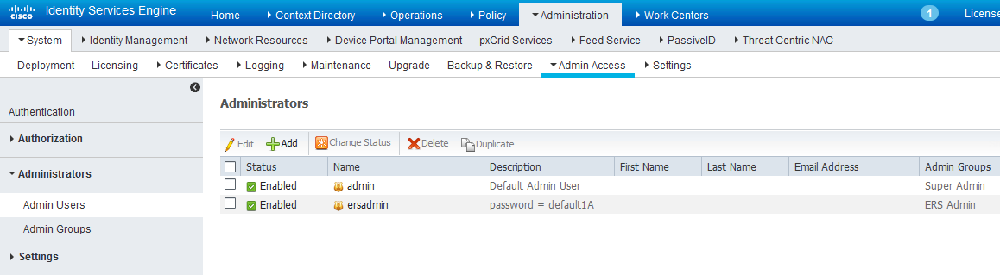 cisco Identity Services Engine Home Context Directory Operations Policy Administration Work Centers 1 License
System Identity Management Network Resources Device Portal Management pxGrid Services Feed Service PassiveID Threat Centric NAC
Deployment Licensing Certificates Logging Maintenance Upgrade Backup & Restore Admin Access Settings
Authentication
Authorization
Administrators
Admin Users
Admin Groups
Settings
Administrators
Edit Add Change Status Delete Duplicate
Status Name Description First Name Last Name Email Address Admin Groups
Enabled admin Default Admin User Super Admin
Enabled ersadmin password = default1A ERS Admin